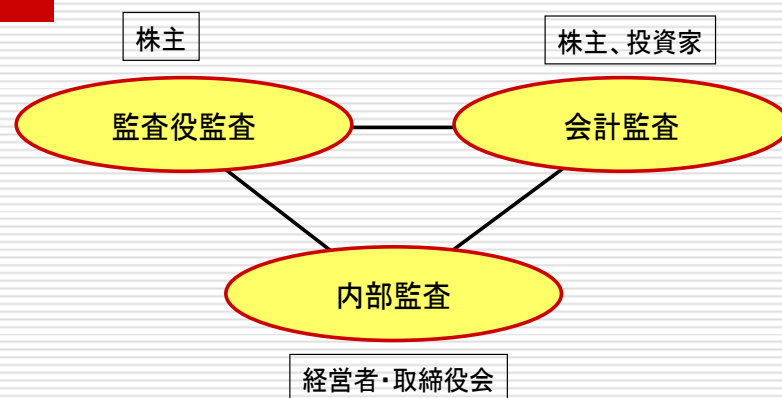 株主
株主、投資家
監査役監査
会計監査
内部監査
経営者・取締役会